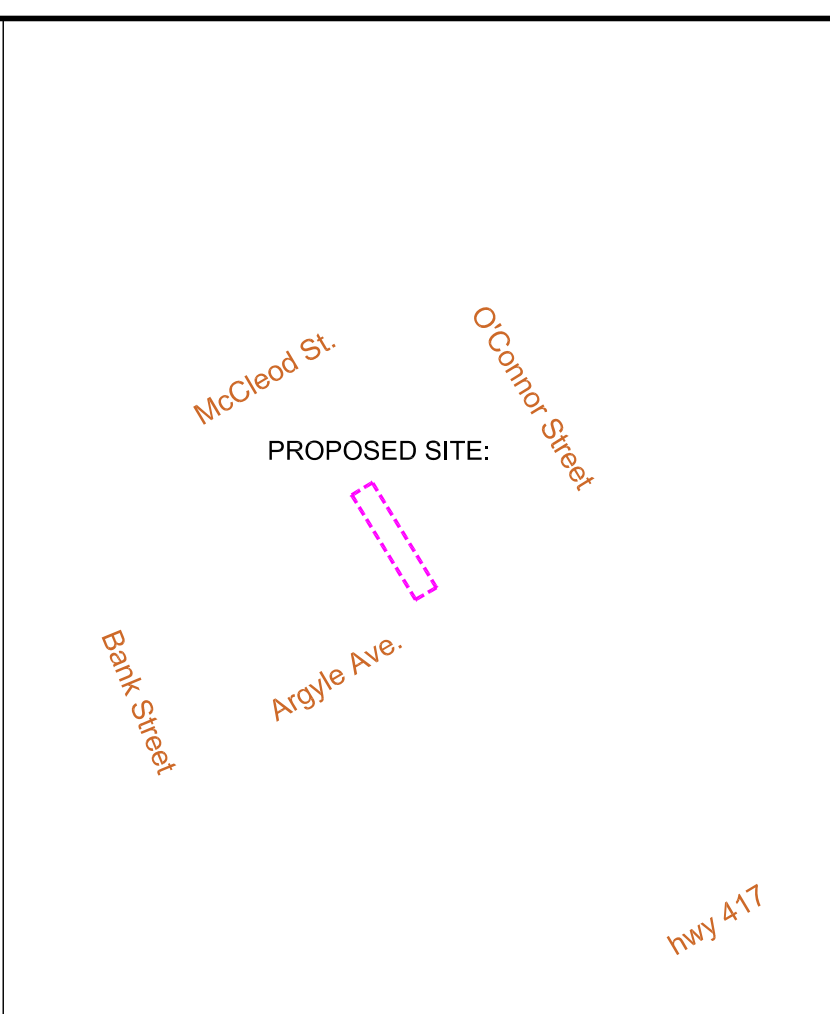 O'Connor Street
McCleod St.
PROPOSED SITE:
Bank Street
Argyle Ave.
hwy 417